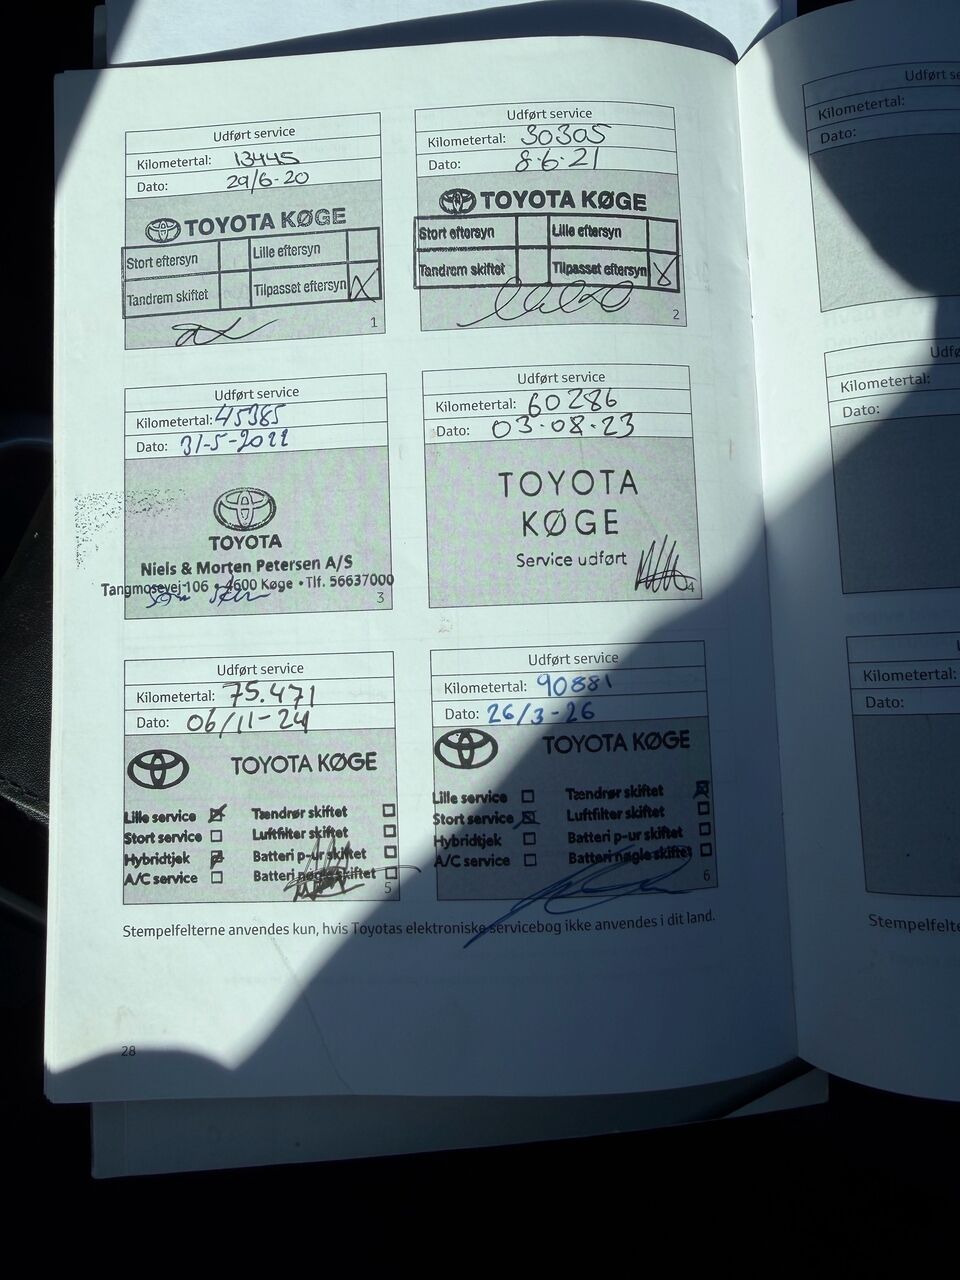 Udført service
Kilometertal: 13445
Dato: 29/6-20
TOYOTA KØGE
Stort eftersyn Lille eftersyn
Tandrem skiftet Tilpasset eftersyn X
1
Udført service
Kilometertal: 30305
Dato: 8-6-21
TOYOTA KØGE
Stort eftersyn Lille eftersyn
Tandrem skiftet Tilpasset eftersyn X
2
Udført service
Kilometertal: 45385
Dato: 31-5-2022
TOYOTA
Niels & Morten Petersen A/S
Tangmosevej 106 · 4600 Køge • Tlf. 56637000
3
Udført service
Kilometertal: 60286
Dato: 03-08-23
TOYOTA
KØGE
Service udført
4
Udført service
Kilometertal: 75.471
Dato: 06/11-24
TOYOTA KØGE
Lille service Tændrør skiftet
Stort service Luftfilter skiftet
Hybridtjek Batteri p-ur skiftet
A/C service Batteri nøgle skiftet
5
Udført service
Kilometertal: 90881
Dato: 26/3-26
TOYOTA KØGE
Lille service Tændrør skiftet
Stort service Luftfilter skiftet
Hybridtjek Batteri p-ur skiftet
A/C service Batteri nøgle skiftet
6
Stempelfelterne anvendes kun, hvis Toyotas elektroniske servicebog ikke anvendes i dit land.
28
Udført
Kilometertal:
Dato:
Udfø
Kilometertal:
Dato:
Kilometertal:
Dato:
Stempelfelte